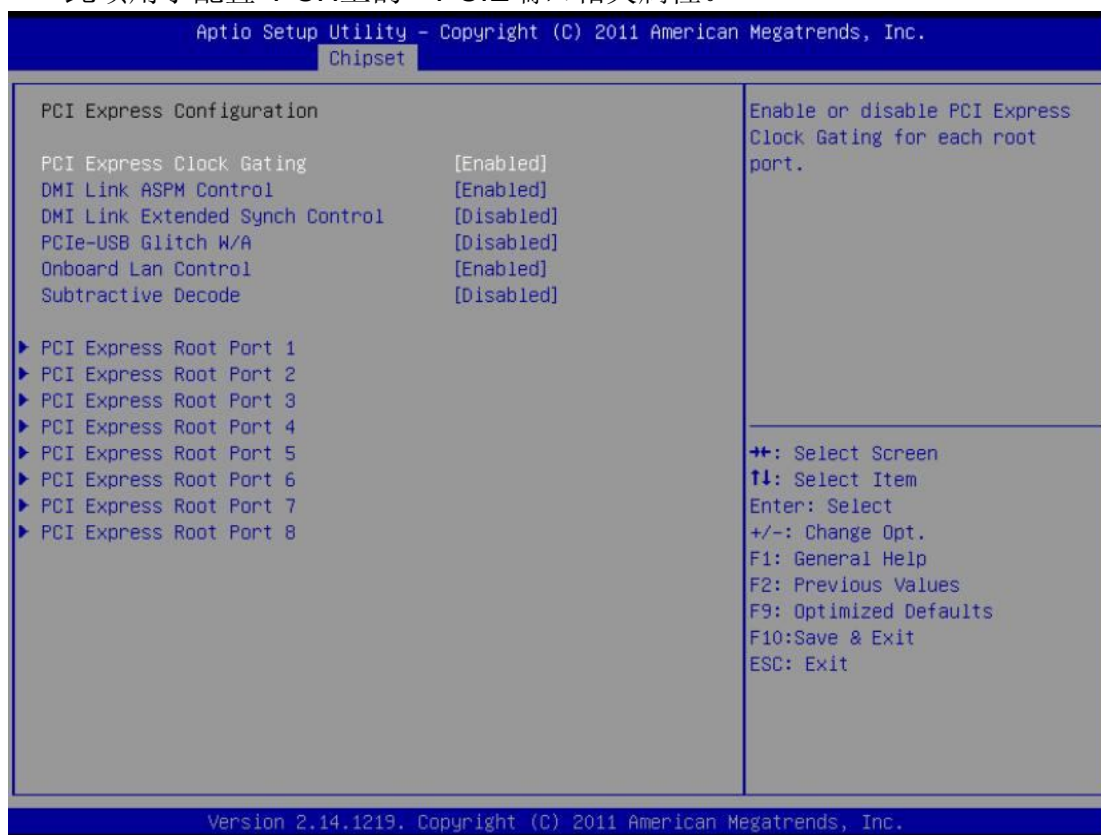 Aptio Setup Utility – Copyright (C) 2011 American Megatrends, Inc.
Chipset
PCI Express Configuration
PCI Express Clock Gating [Enabled]
DMI Link ASPM Control [Enabled]
DMI Link Extended Synch Control [Disabled]
PCIe-USB Glitch W/A [Disabled]
Onboard Lan Control [Enabled]
Subtractive Decode [Disabled]
▶ PCI Express Root Port 1
▶ PCI Express Root Port 2
▶ PCI Express Root Port 3
▶ PCI Express Root Port 4
▶ PCI Express Root Port 5
▶ PCI Express Root Port 6
▶ PCI Express Root Port 7
▶ PCI Express Root Port 8
Enable or disable PCI Express
Clock Gating for each root
port.
→←: Select Screen
↑↓: Select Item
Enter: Select
+/-: Change Opt.
F1: General Help
F2: Previous Values
F9: Optimized Defaults
F10:Save & Exit
ESC: Exit
Version 2.14.1219. Copyright (C) 2011 American Megatrends, Inc.